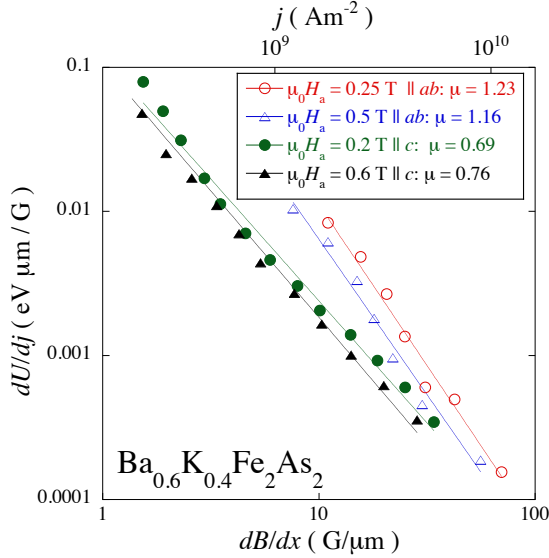 j (Am⁻²)
10⁹ 10¹⁰
0.1
μ₀Hₐ = 0.25 T || ab: μ = 1.23
μ₀Hₐ = 0.5 T || ab: μ = 1.16
μ₀Hₐ = 0.2 T || c: μ = 0.69
μ₀Hₐ = 0.6 T || c: μ = 0.76
0.01
dU/dj ( eV μm / G )
0.001
Ba₀.₆K₀.₄Fe₂As₂
0.0001
1 10 100
dB/dx ( G/μm )